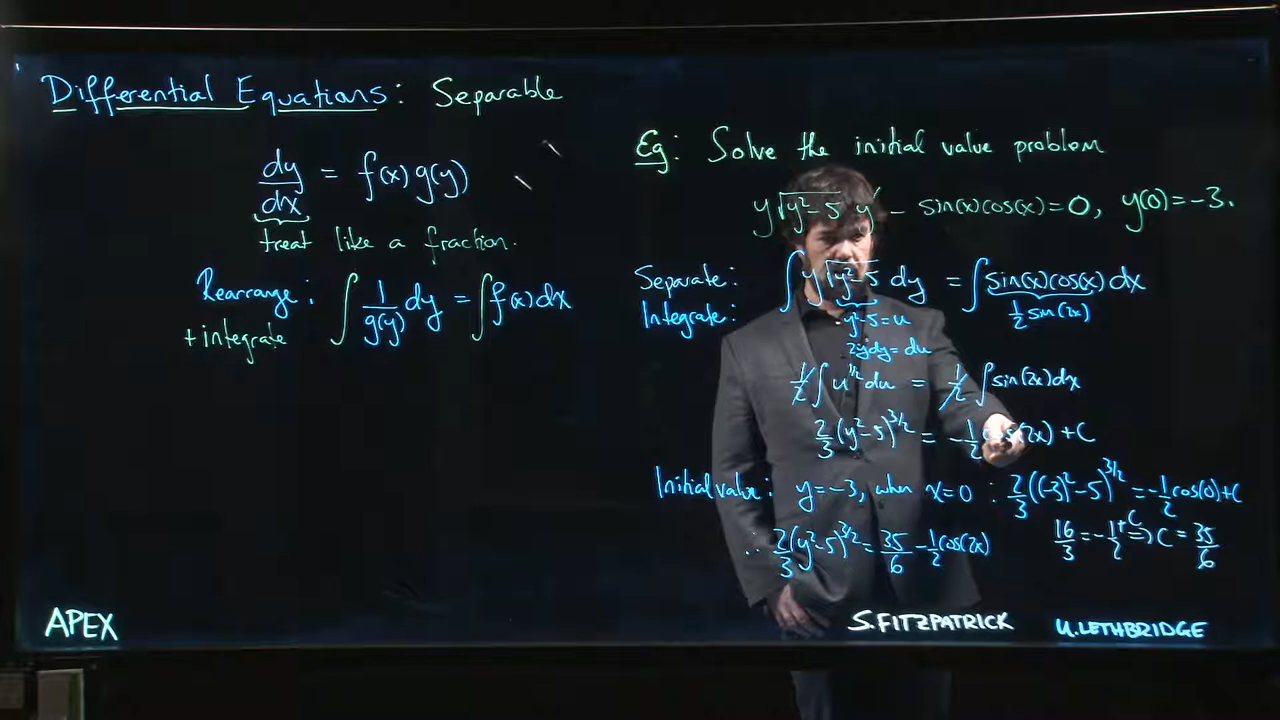 Differential Equations: Separable
dy/dx = f(x)g(y)
treat like a fraction.
Rearrange: ∫ 1/g(y) dy = ∫ f(x)dx
+ integrate
Eg: Solve the initial value problem
y√(y²-5) y' - sin(x)cos(x) = 0, y(0) = -3.
Separate: ∫ y√(y²-5) dy = ∫ sin(x)cos(x) dx
Integrate: y²-5 = u 1/2 sin(2x)
2y dy = du
1/2 ∫ u^(1/2) du = 1/2 ∫ sin(2x)dx
2/3 (y²-5)^(3/2) = -1/2 cos(2x) + C
Initial value: y = -3, when x = 0 : 2/3 ((-3)²-5)^(3/2) = -1/2 cos(0) + C
16/3 = -1/2 + C ⇒ C = 35/6
∴ 2/3 (y²-5)^(3/2) = 35/6 - 1/2 cos(2x)
APEX
S.FITZPATRICK
U.LETHBRIDGE